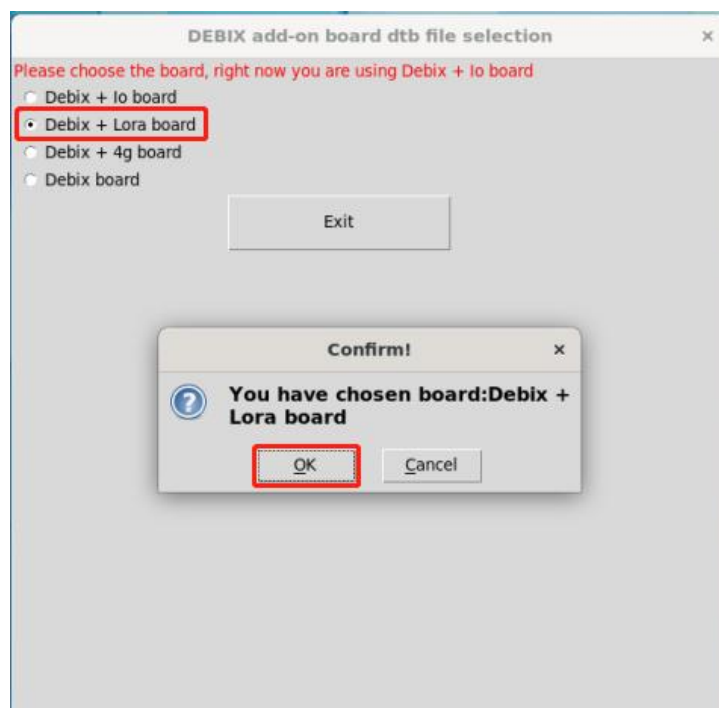 DEBIX add-on board dtb file selection
Please choose the board, right now you are using Debix + Io board
Debix + Io board
Debix + Lora board
Debix + 4g board
Debix board
Exit
Confirm!
You have chosen board:Debix +
Lora board
OK
Cancel